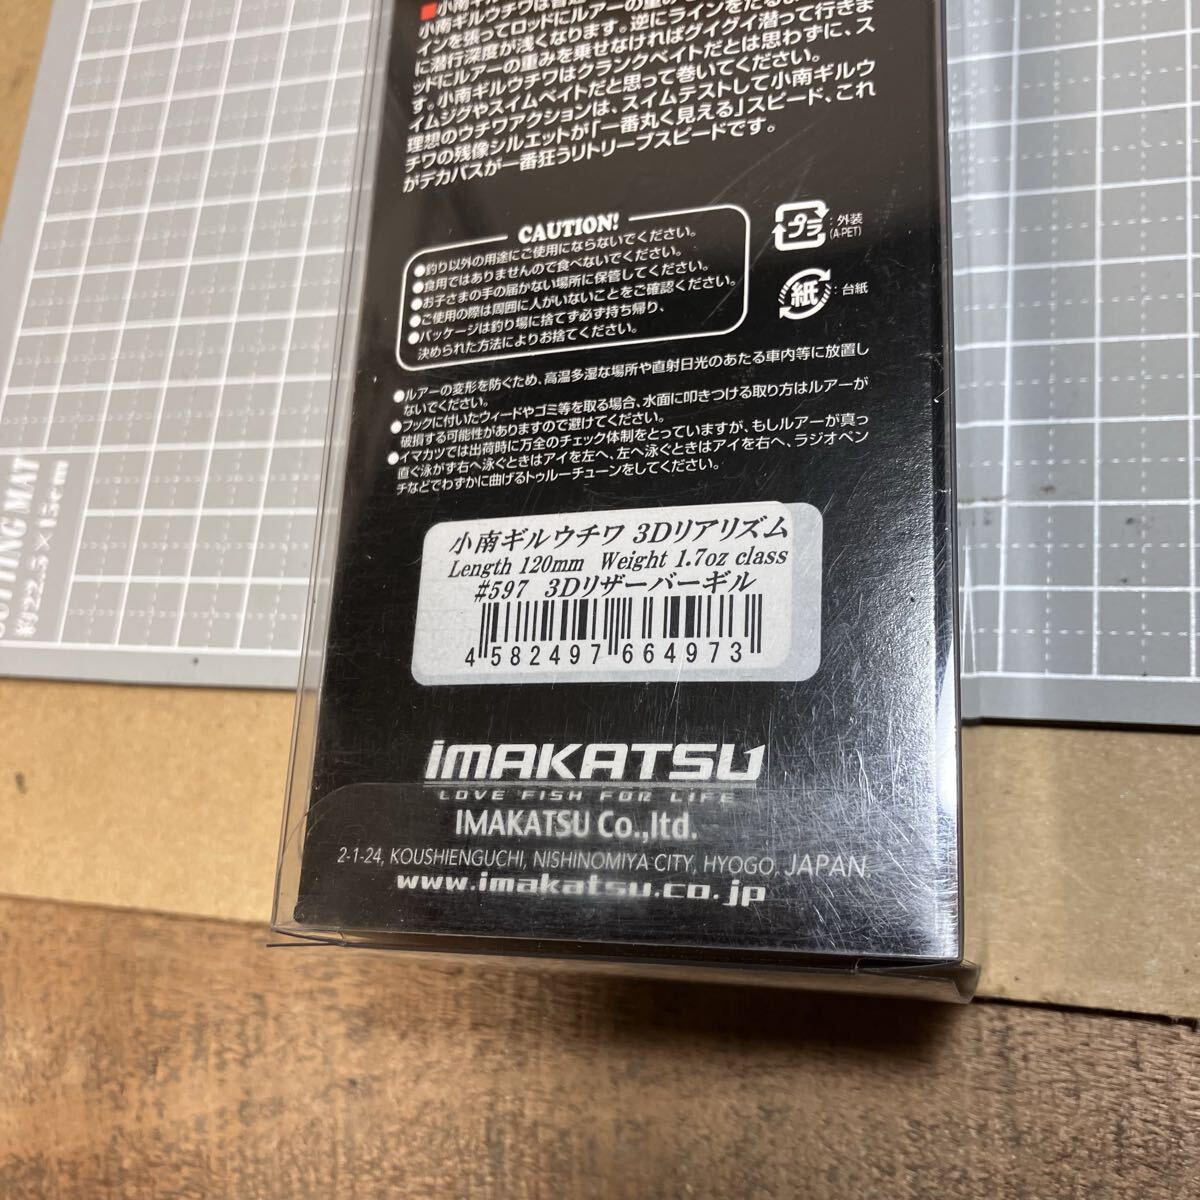 小南ギルウチワは
インを張ってロッドにルアーの重み
に潜行深度が浅くなります。逆にラインをたるま
ッドにルアーの重みを乗せなければグイグイ潜って行きま
す。小南ギルウチワはクランクベイトだとは思わずに、ス
イムジグやスイムベイトだと思って巻いてください。
理想のウチワアクションは、スイムテストして小南ギルウ
チワの残像シルエットが「一番丸く見える」スピード、これ
がデカバスが一番狂うリトリーブスピードです。
CAUTION!
●釣り以外の用途にご使用にならないでください。
●食用ではありませんので食べないでください。
●お子さまの手の届かない場所に保管してください。
●ご使用の際は周囲に人がいないことをご確認ください。
●パッケージは釣り場に捨てず必ず持ち帰り、
決められた方法によりお捨てください。
プラ
:外装
(A-PET)
紙
:台紙
●ルアーの変形を防ぐため、高温多湿な場所や直射日光のあたる車内等に放置し
ないでください。
●フックに付いたウィードやゴミ等を取る場合、水面に叩きつける取り方はルアーが
破損する可能性がありますので避けてください。
●イマカツでは出荷時に万全のチェック体制をとっていますが、もしルアーが真っ
直ぐ泳がず右へ泳ぐときはアイを左へ、左へ泳ぐときはアイを右へ、ラジオペン
チなどでわずかに曲げるトゥルーチューンをしてください。
小南ギルウチワ 3Dリアリズム
Length 120mm Weight 1.7oz class
#597 3Dリザーバーギル
4 582497 664973
imAKATSU
LOVE FISH FOR LIFE
IMAKATSU Co.,ltd.
2-1-24, KOUSHIENGUCHI, NISHINOMIYA CITY, HYOGO, JAPAN.
www.imakatsu.co.jp
CUTTING MAT
約22.5×15cm